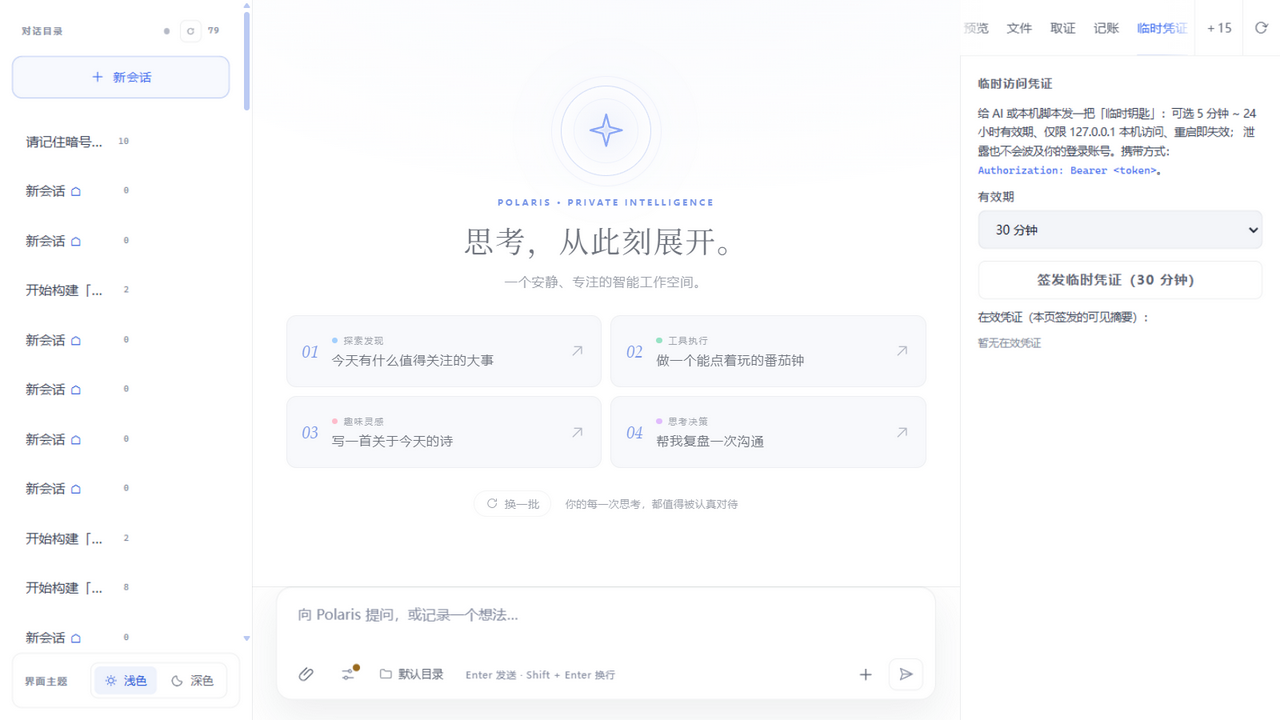 对话目录
79
新会话
请记住暗号... 10
新会话 0
新会话 0
开始构建「... 2
新会话 0
新会话 0
新会话 0
新会话 0
开始构建「... 2
开始构建「... 8
新会话 0
界面主题 浅色 深色
POLARIS • PRIVATE INTELLIGENCE
思考，从此刻展开。
一个安静、专注的智能工作空间。
01 探索发现
今天有什么值得关注的大事
02 工具执行
做一个能点着玩的番茄钟
03 趣味灵感
写一首关于今天的诗
04 思考决策
帮我复盘一次沟通
换一批 你的每一次思考，都值得被认真对待
向 Polaris 提问，或记录一个想法...
默认目录 Enter 发送 · Shift + Enter 换行
预览 文件 取证 记账 临时凭证 +15
临时访问凭证
给 AI 或本机脚本发一把「临时钥匙」：可选 5 分钟 ~ 24
小时有效期、仅限 127.0.0.1 本机访问、重启即失效； 泄
露也不会波及你的登录账号。携带方式：
Authorization: Bearer <token>。
有效期
30 分钟
签发临时凭证（30 分钟）
在效凭证（本页签发的可见摘要）：
暂无在效凭证